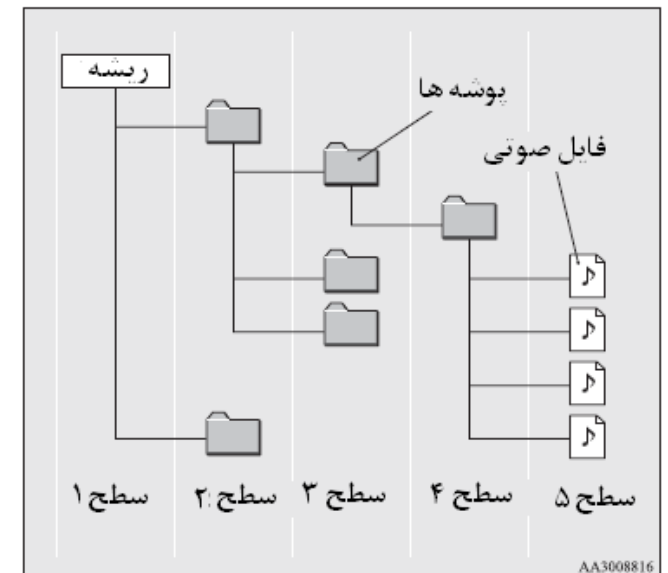 ریشه
پوشه ها
فایل صوتی
سطح ۱
سطح ۲:
سطح ۳
سطح ۴
سطح ۵
AA3008816